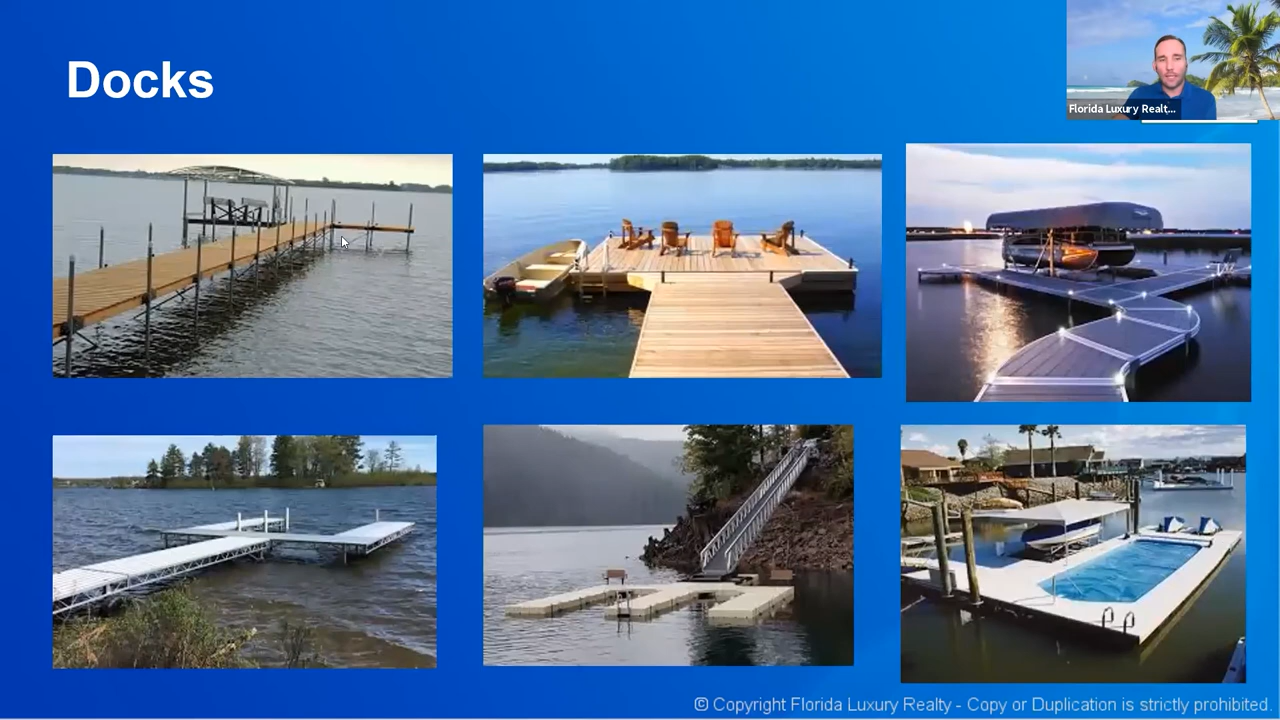 Docks
Florida Luxury Realt...
© Copyright Florida Luxury Realty - Copy or Duplication is strictly prohibited.